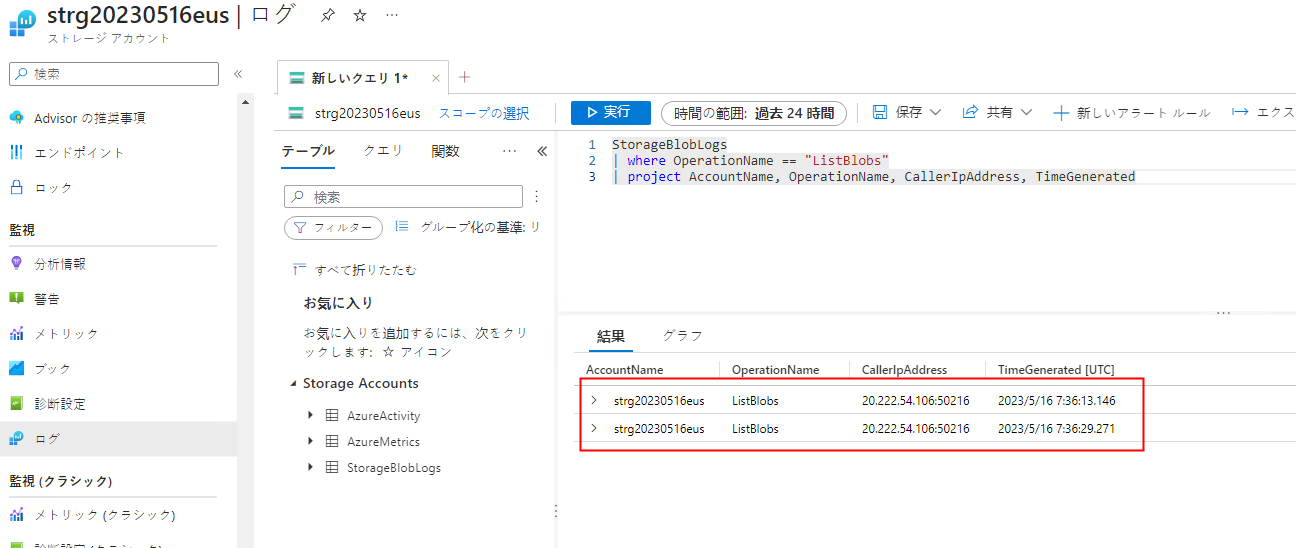 strg20230516eus | ログ
ストレージ アカウント
検索
Advisor の推奨事項
エンドポイント
ロック
監視
分析情報
警告
メトリック
ブック
診断設定
ログ
監視 (クラシック)
メトリック (クラシック)
診断設定 (クラシック)
新しいクエリ 1*
strg20230516eus スコープの選択
実行 時間の範囲: 過去 24 時間 保存 共有 新しいアラート ルール エクス
テーブル クエリ 関数
検索
フィルター グループ化の基準: リ
すべて折りたたむ
お気に入り
お気に入りを追加するには、次をクリ
ックします: ☆ アイコン
Storage Accounts
AzureActivity
AzureMetrics
StorageBlobLogs
1 StorageBlobLogs
2 | where OperationName == "ListBlobs"
3 | project AccountName, OperationName, CallerIpAddress, TimeGenerated
結果 グラフ
AccountName OperationName CallerIpAddress TimeGenerated [UTC]
strg20230516eus ListBlobs 20.222.54.106:50216 2023/5/16 7:36:13.146
strg20230516eus ListBlobs 20.222.54.106:50216 2023/5/16 7:36:29.271